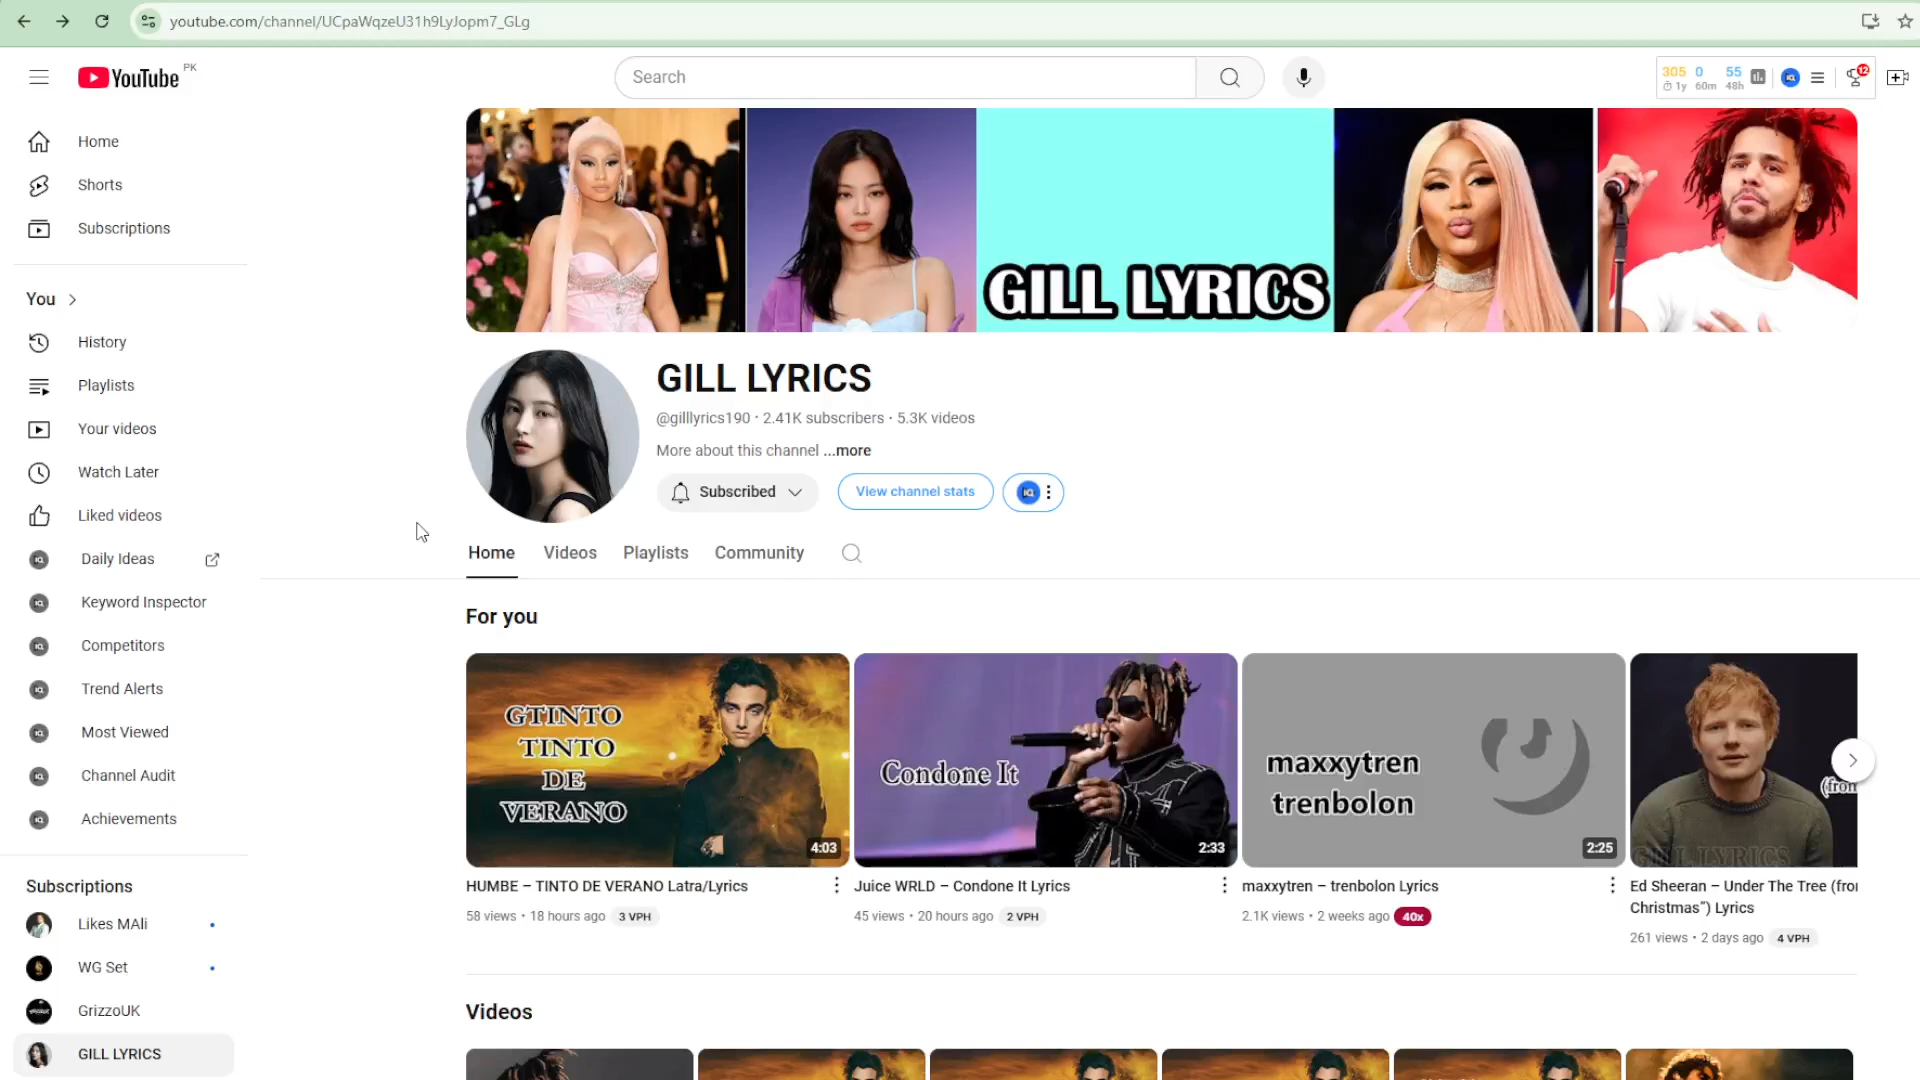 youtube.com/channel/UCpaWqzeU31h9LyJopm7_GLg
YouTube PK
Search
305 0 55
1y 60m 48h
12
Home
Shorts
Subscriptions
You
History
Playlists
Your videos
Watch Later
Liked videos
Daily Ideas
Keyword Inspector
Competitors
Trend Alerts
Most Viewed
Channel Audit
Achievements
Subscriptions
Likes MAli
WG Set
GrizzoUK
GILL LYRICS
GILL LYRICS
GILL LYRICS
@gilllyrics190 • 2.41K subscribers • 5.3K videos
More about this channel ...more
Subscribed
View channel stats
Home Videos Playlists Community
For you
GTINTO
TINTO
DE
VERANO
4:03
HUMBE – TINTO DE VERANO Latra/Lyrics
58 views • 18 hours ago 3 VPH
Condone It
2:33
Juice WRLD – Condone It Lyrics
45 views • 20 hours ago 2 VPH
maxxytren
trenbolon
2:25
maxxytren – trenbolon Lyrics
2.1K views • 2 weeks ago 40x
(from
GILL LYRICS
Ed Sheeran – Under The Tree (from
Christmas”) Lyrics
261 views • 2 days ago 4 VPH
Videos